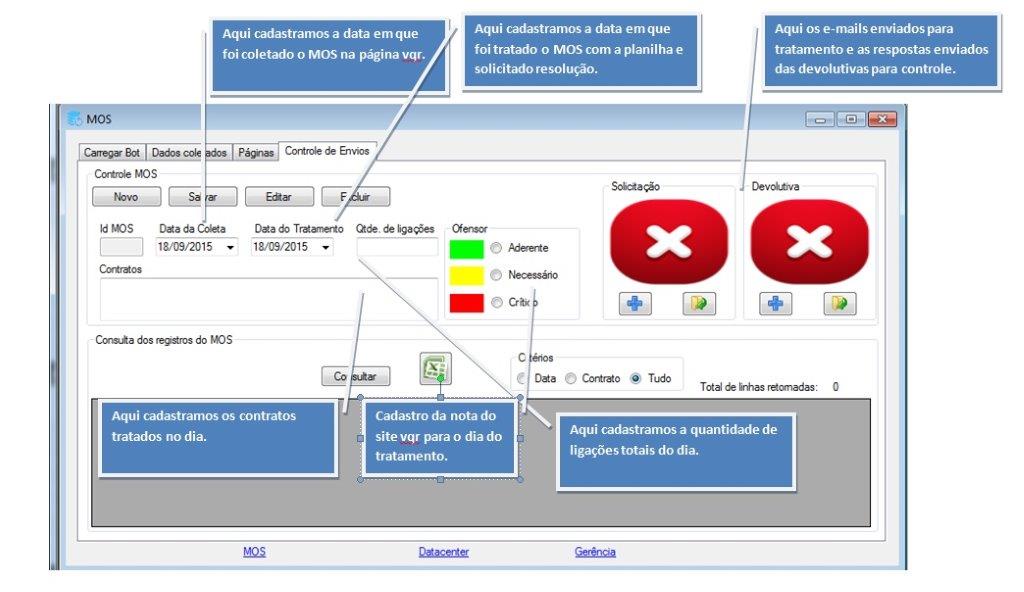 Aqui cadastramos a data em que
foi coletado o MOS na página vqr.
Aqui cadastramos a data em que
foi tratado o MOS com a planilha e
solicitado resolução.
Aqui os e-mails enviados para
tratamento e as respostas enviados
das devolutivas para controle.
MOS
Carregar Bot Dados coletados Páginas Controle de Envios
Controle MOS
Novo Salvar Editar Excluir
Solicitação Devolutiva
Id MOS Data da Coleta Data do Tratamento Qtde. de ligações Ofensor
18/09/2015 18/09/2015 Aderente
Contratos Necessário
Crítico
Consulta dos registros do MOS
Consultar
Critérios
Data Contrato Tudo
Total de linhas retornadas: 0
Aqui cadastramos os contratos
tratados no dia.
Cadastro da nota do
site vqr para o dia do
tratamento.
Aqui cadastramos a quantidade de
ligações totais do dia.
MOS Datacenter Gerência